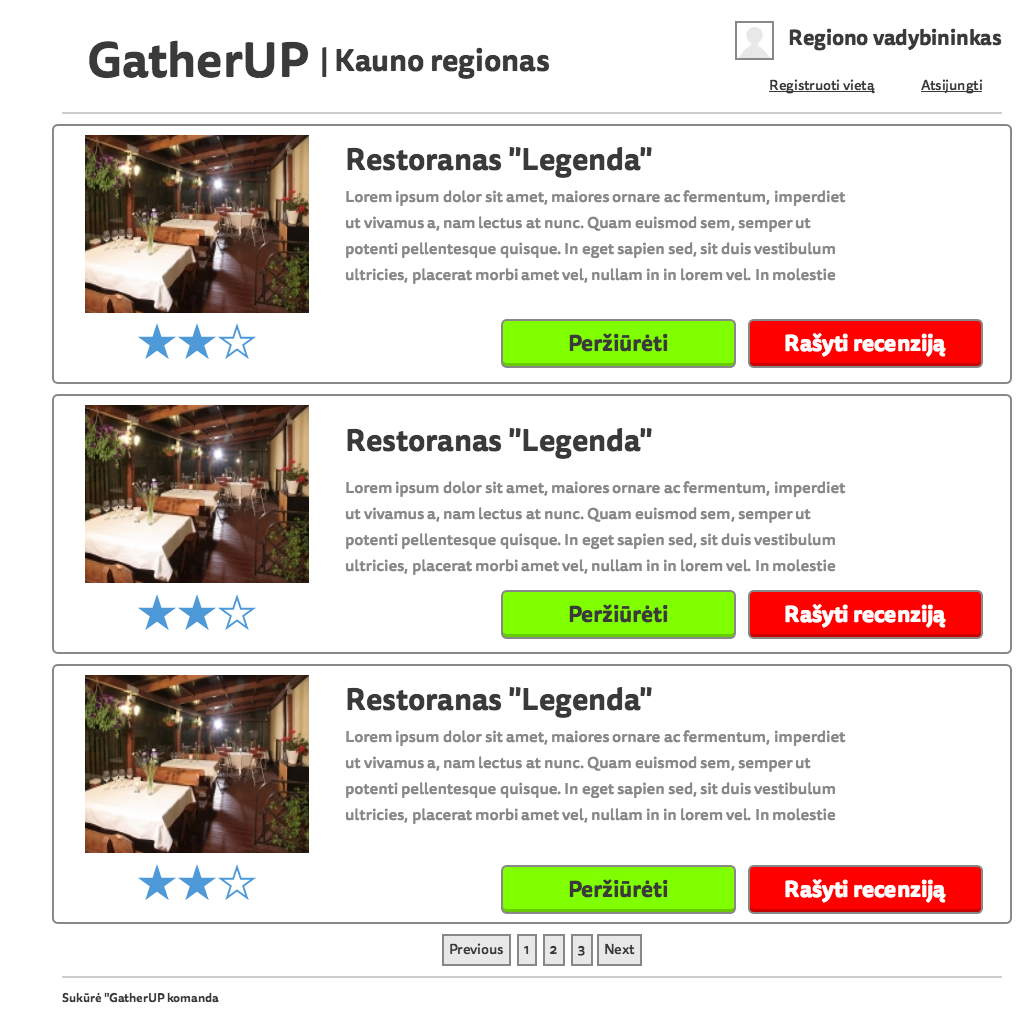 GatherUP | Kauno regionas
Regiono vadybininkas
Registruoti vietą
Atsijungti
Restoranas "Legenda"
Lorem ipsum dolor sit amet, maiores ornare ac fermentum, imperdiet
ut vivamus a, nam lectus at nunc. Quam euismod sem, semper ut
potenti pellentesque quisque. In eget sapien sed, sit duis vestibulum
ultricies, placerat morbi amet vel, nullam in in lorem vel. In molestie
Peržiūrėti
Rašyti recenziją
Restoranas "Legenda"
Lorem ipsum dolor sit amet, maiores ornare ac fermentum, imperdiet
ut vivamus a, nam lectus at nunc. Quam euismod sem, semper ut
potenti pellentesque quisque. In eget sapien sed, sit duis vestibulum
ultricies, placerat morbi amet vel, nullam in in lorem vel. In molestie
Peržiūrėti
Rašyti recenziją
Restoranas "Legenda"
Lorem ipsum dolor sit amet, maiores ornare ac fermentum, imperdiet
ut vivamus a, nam lectus at nunc. Quam euismod sem, semper ut
potenti pellentesque quisque. In eget sapien sed, sit duis vestibulum
ultricies, placerat morbi amet vel, nullam in in lorem vel. In molestie
Peržiūrėti
Rašyti recenziją
Previous 1 2 3 Next
Sukūrė "GatherUP komanda